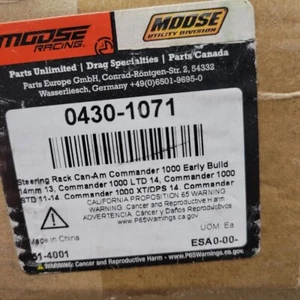 MOOSE
RACING
MOOSE
UTILITY DIVISION
Parts Unlimited | Drag Specialties | Parts Canada
Parts Europe GmbH, Conrad-Röntgen-Str. 2, 54332
Wasserliesch, Germany +49(0)6501-9695-0
0430-1071
Steering Rack Can-Am Commander 1000 Early Build
14mm 13, Commander 1000 LTD 14, Commander 1000
STD 11-14, Commander 1000 XT/DPS 14, Commander
CALIFORNIA PROPOSITION 65 WARNING
WARNING: Cancer and Reproductive Harm
ADVERTENCIA: Cáncer y Daños Reproductivos
www.P65Warnings.ca.gov
UOM Ea
Made in China
ESA0-00-
51-4001
WARNING: Cancer and Reproductive Harm - www.P65Warnings.ca.gov